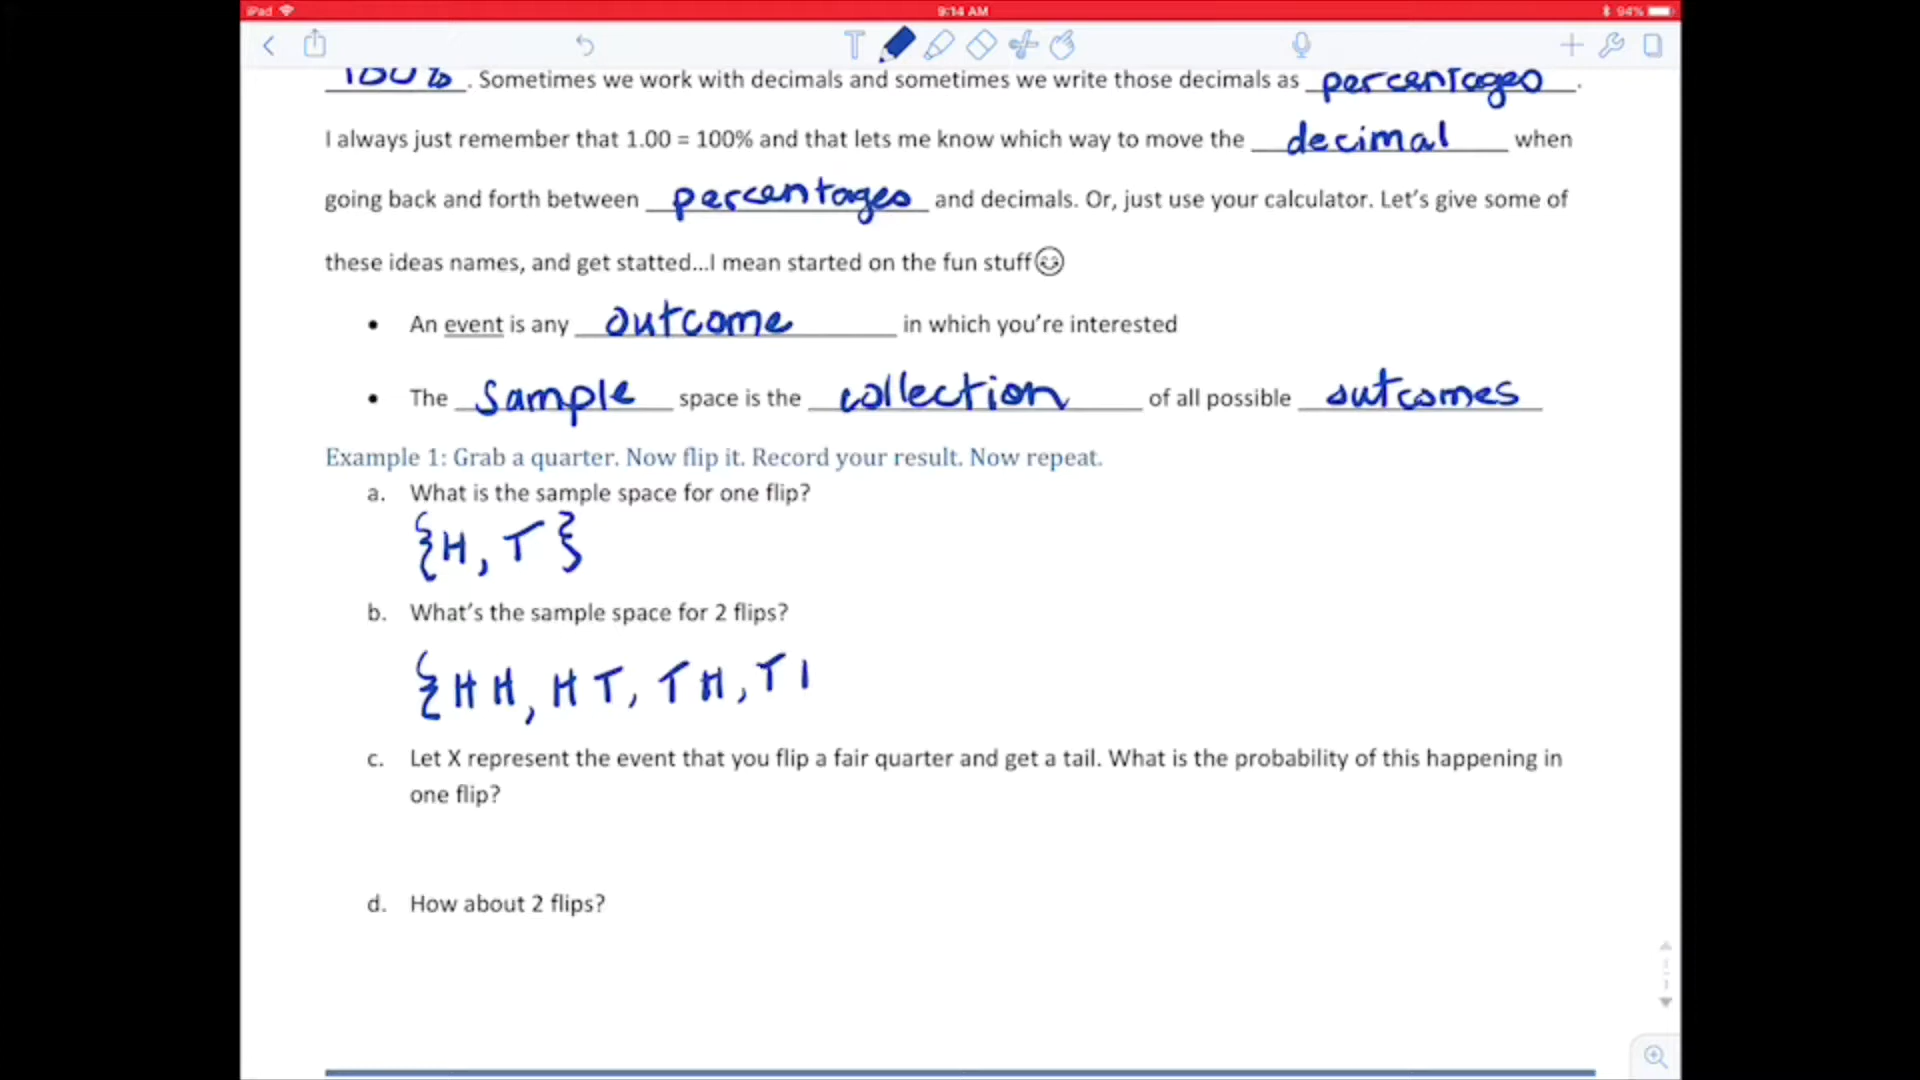 iPad 9:14 AM 94%
T
100%. Sometimes we work with decimals and sometimes we write those decimals as percentages.
I always just remember that 1.00 = 100% and that lets me know which way to move the decimal when
going back and forth between percentages and decimals. Or, just use your calculator. Let’s give some of
these ideas names, and get statted...I mean started on the fun stuff☺
• An event is any outcome in which you’re interested
• The sample space is the collection of all possible outcomes
Example 1: Grab a quarter. Now flip it. Record your result. Now repeat.
a. What is the sample space for one flip?
{H, T}
b. What’s the sample space for 2 flips?
{HH, HT, TH, T I
c. Let X represent the event that you flip a fair quarter and get a tail. What is the probability of this happening in
one flip?
d. How about 2 flips?